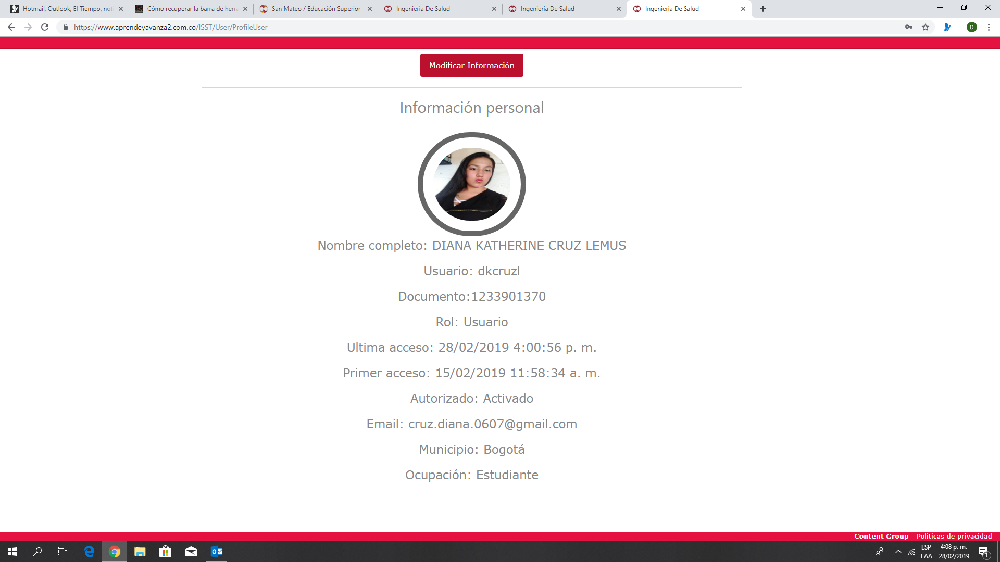 Hotmail, Outlook, El Tiempo, not
Cómo recuperar la barra de herra
San Mateo / Educación Superior
Ingenieria De Salud
Ingenieria De Salud
Ingenieria De Salud
https://www.aprendeyavanza2.com.co/ISST/User/ProfileUser
D
Modificar Información
Información personal
Nombre completo: DIANA KATHERINE CRUZ LEMUS
Usuario: dkcruzl
Documento:1233901370
Rol: Usuario
Ultima acceso: 28/02/2019 4:00:56 p. m.
Primer acceso: 15/02/2019 11:58:34 a. m.
Autorizado: Activado
Email: cruz.diana.0607@gmail.com
Municipio: Bogotá
Ocupación: Estudiante
Content Group - Politicas de privacidad
ESP
LAA
4:08 p. m.
28/02/2019
1